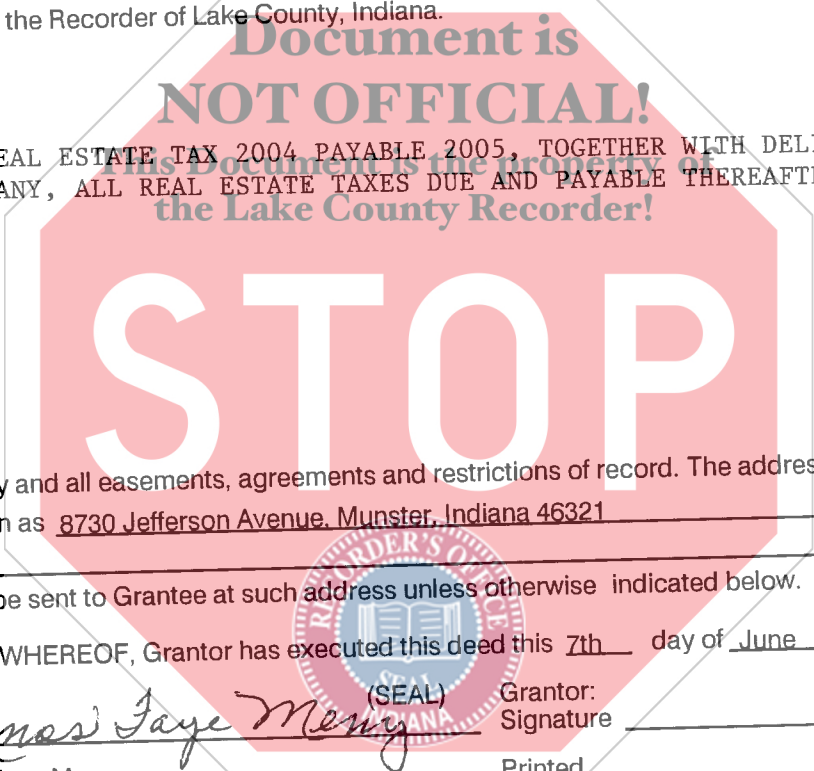 the Recorder of Lake County, Indiana.
Document is
NOT OFFICIAL!
EAL ESTATE TAX 2004 PAYABLE 2005, TOGETHER WITH DELI
This Document is the property of
ANY, ALL REAL ESTATE TAXES DUE AND PAYABLE THEREAFTE
the Lake County Recorder!
STOP
y and all easements, agreements and restrictions of record. The addres
n as 8730 Jefferson Avenue, Munster, Indiana 46321
RECORDER'S OFFICE
be sent to Grantee at such address unless otherwise indicated below.
WHEREOF, Grantor has executed this deed this 7th day of June
SEAL
INDIANA
(SEAL) Grantor:
Faye
Signature
Printed